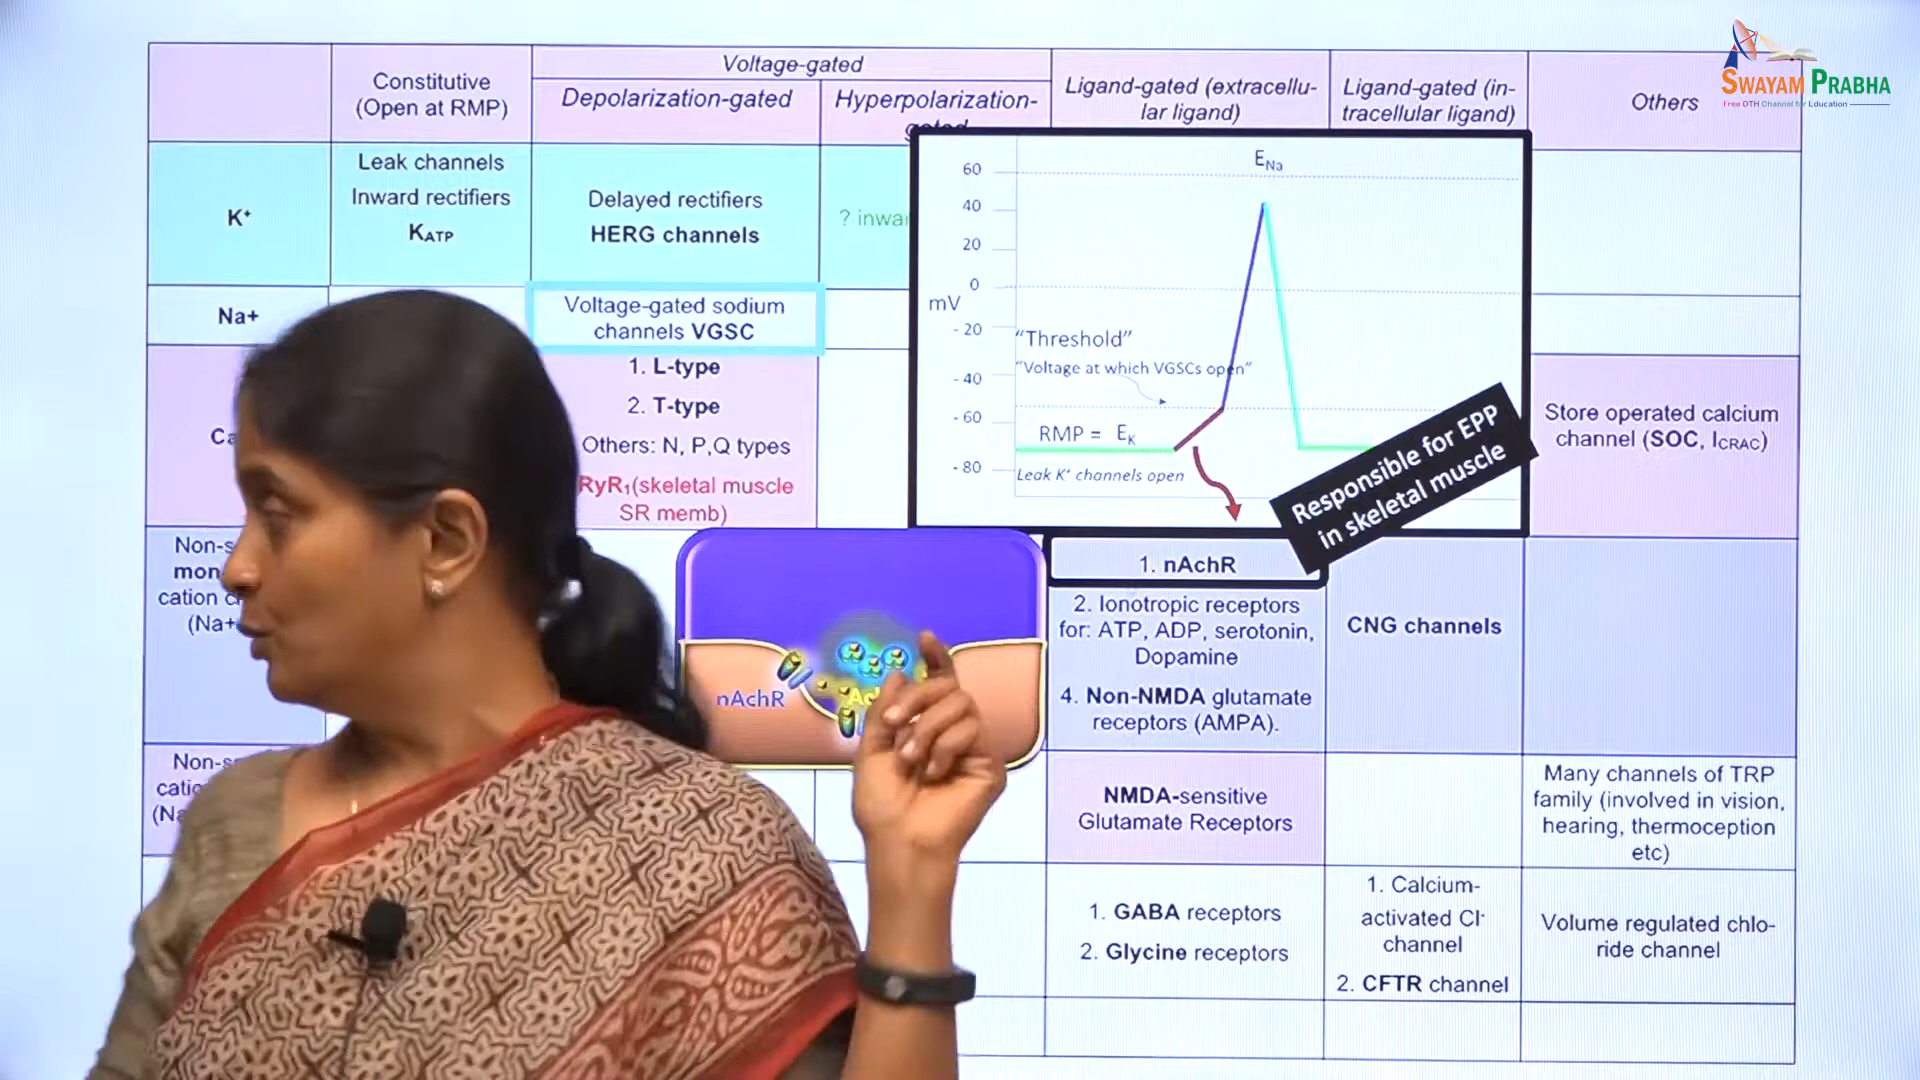 SWAYAM PRABHA
Free DTH Channel for Education
Constitutive
(Open at RMP)
Voltage-gated
Depolarization-gated
Hyperpolarization-
gated
Ligand-gated (extracellu-
lar ligand)
Ligand-gated (in-
tracellular ligand)
Others
K⁺
Leak channels
Inward rectifiers
KATP
Delayed rectifiers
HERG channels
? inwa
Na+
Voltage-gated sodium
channels VGSC
Ca
1. L-type
2. T-type
Others: N, P,Q types
RyR₁(skeletal muscle
SR memb)
Store operated calcium
channel (SOC, ICRAC)
ENa
60
40
20
0
mV
- 20
- 40
- 60
- 80
"Threshold"
"Voltage at which VGSCs open"
RMP = EK
Leak K⁺ channels open
Responsible for EPP
in skeletal muscle
Non-s
mon
cation c
(Na+
nAchR
1. nAchR
2. Ionotropic receptors
for: ATP, ADP, serotonin,
Dopamine
4. Non-NMDA glutamate
receptors (AMPA).
CNG channels
Non-s
catio
(Na
NMDA-sensitive
Glutamate Receptors
Many channels of TRP
family (involved in vision,
hearing, thermoception
etc)
1. GABA receptors
2. Glycine receptors
1. Calcium-
activated Cl⁻
channel
2. CFTR channel
Volume regulated chlo-
ride channel